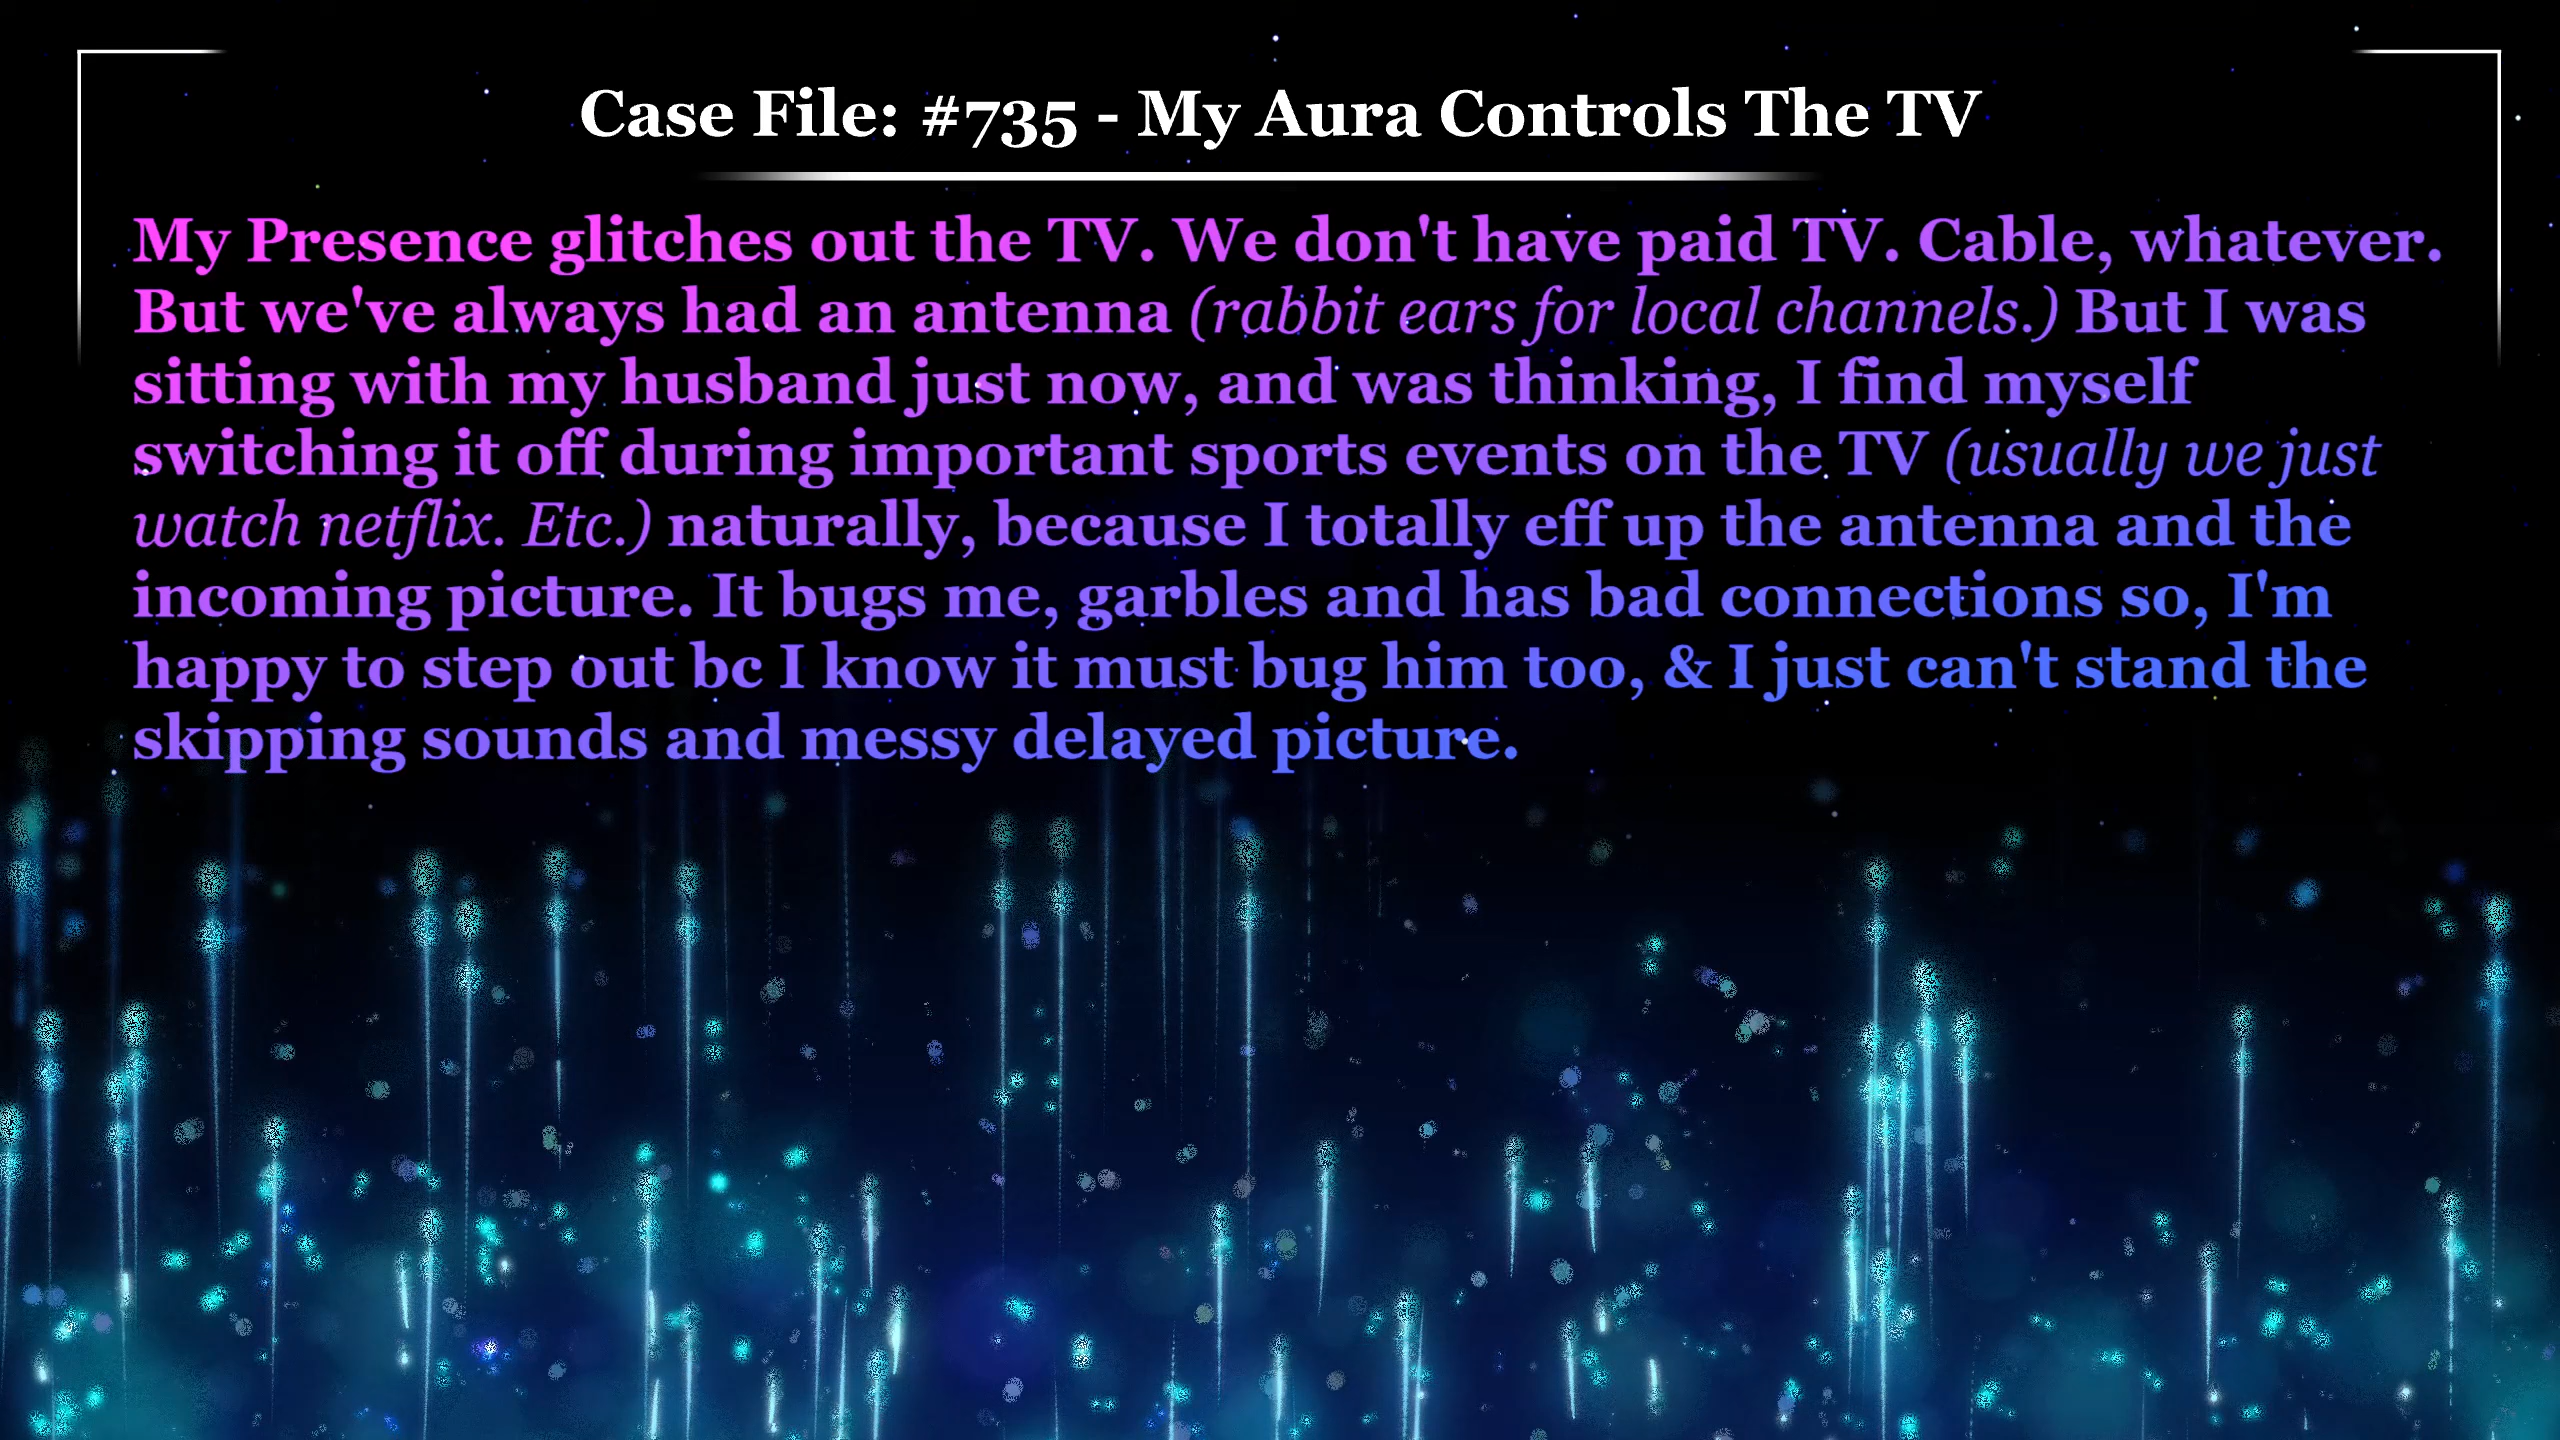 Case File: #735 - My Aura Controls The TV
My Presence glitches out the TV. We don't have paid TV. Cable, whatever.
But we've always had an antenna (rabbit ears for local channels.) But I was
sitting with my husband just now, and was thinking, I find myself
switching it off during important sports events on the TV (usually we just
watch netflix. Etc.) naturally, because I totally eff up the antenna and the
incoming picture. It bugs me, garbles and has bad connections so, I'm
happy to step out bc I know it must bug him too, & I just can't stand the
skipping sounds and messy delayed picture.